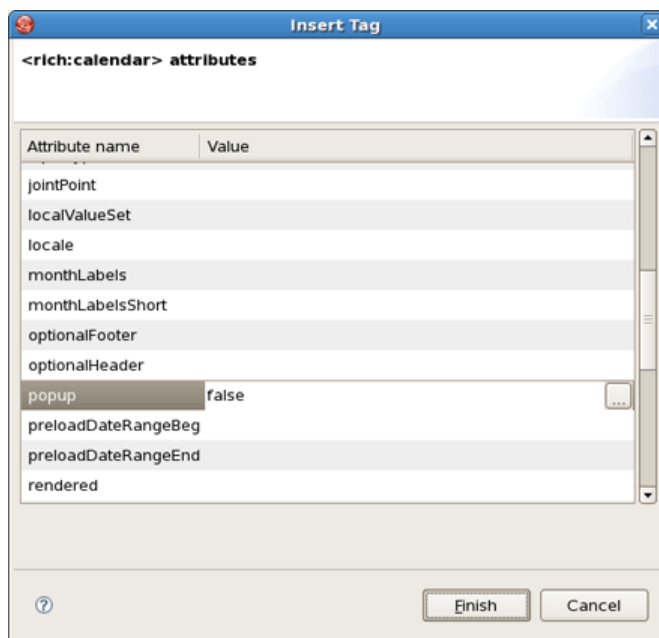 Insert Tag
<rich:calendar> attributes
Attribute name Value
jointPoint
localValueSet
locale
monthLabels
monthLabelsShort
optionalFooter
optionalHeader
popup false ...
preloadDateRangeBeg
preloadDateRangeEnd
rendered
? Finish Cancel